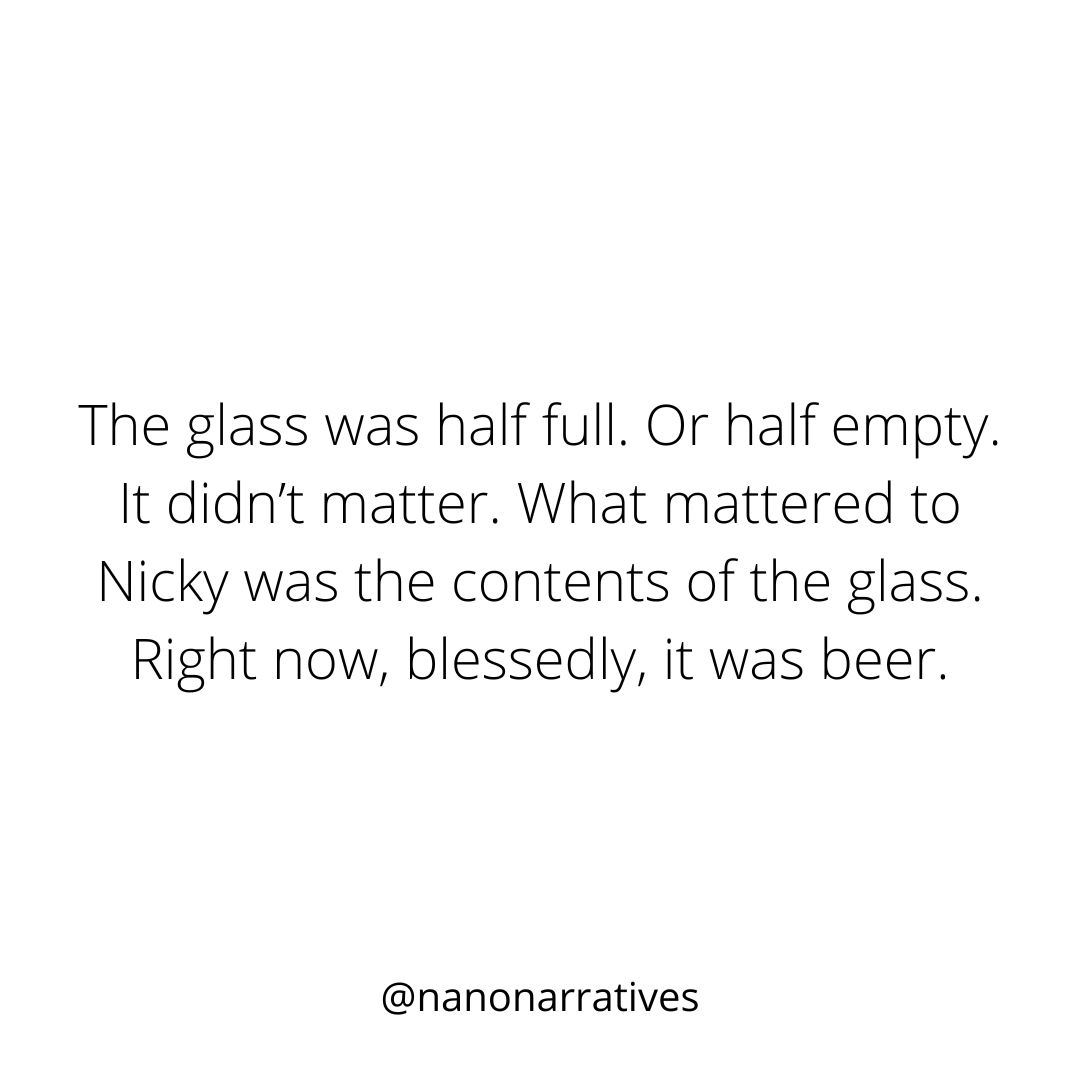 The glass was half full. Or half empty.
It didn’t matter. What mattered to
Nicky was the contents of the glass.
Right now, blessedly, it was beer.
@nanonarratives